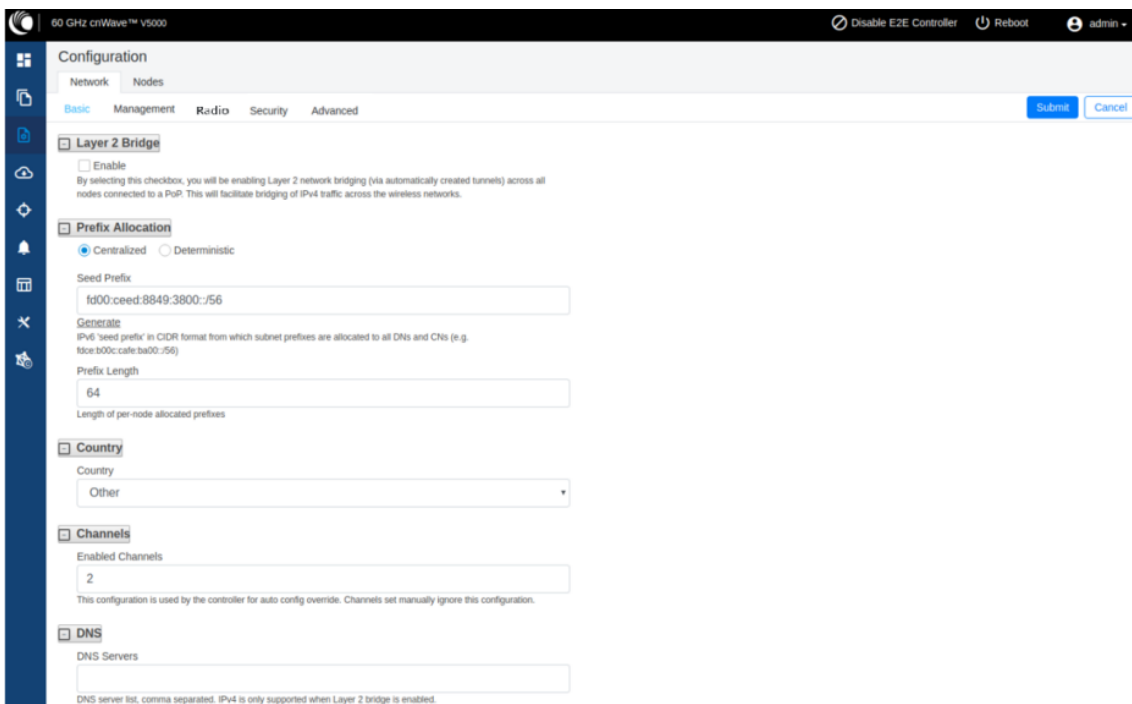 60 GHz cnWave™ V5000
Disable E2E Controller
Reboot
admin
Configuration
Network
Nodes
Basic
Management
Radio
Security
Advanced
Submit
Cancel
Layer 2 Bridge
Enable
By selecting this checkbox, you will be enabling Layer 2 network bridging (via automatically created tunnels) across all
nodes connected to a PoP. This will facilitate bridging of IPv4 traffic across the wireless networks.
Prefix Allocation
Centralized
Deterministic
Seed Prefix
fd00:ceed:8849:3800::/56
Generate
IPv6 'seed prefix' in CIDR format from which subnet prefixes are allocated to all DNs and CNs (e.g.
fdce:b00c:cafe:ba00::/56)
Prefix Length
64
Length of per-node allocated prefixes
Country
Country
Other
Channels
Enabled Channels
2
This configuration is used by the controller for auto config override. Channels set manually ignore this configuration.
DNS
DNS Servers
DNS server list, comma separated. IPv4 is only supported when Layer 2 bridge is enabled.